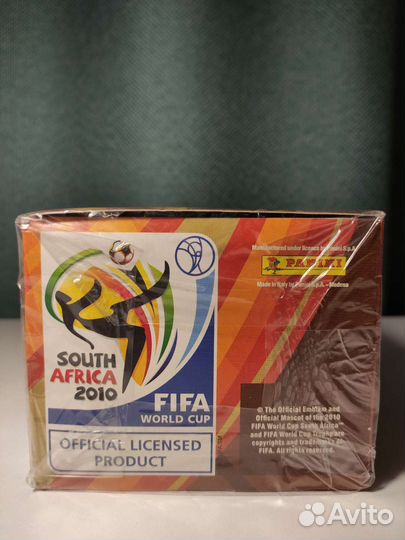 Manufactured under licence by Panini S.p.A.
PANINI
Made in Italy by Panini S.p.A. - Modena
SOUTH
AFRICA
2010
FIFA
WORLD CUP
OFFICIAL LICENSED
PRODUCT
© The Official Emblem and
Official Mascot of the 2010
FIFA World Cup South Africa™
and FIFA World Cup Trophy are
copyrights and trademarks of
FIFA. All rights reserved.
Avito